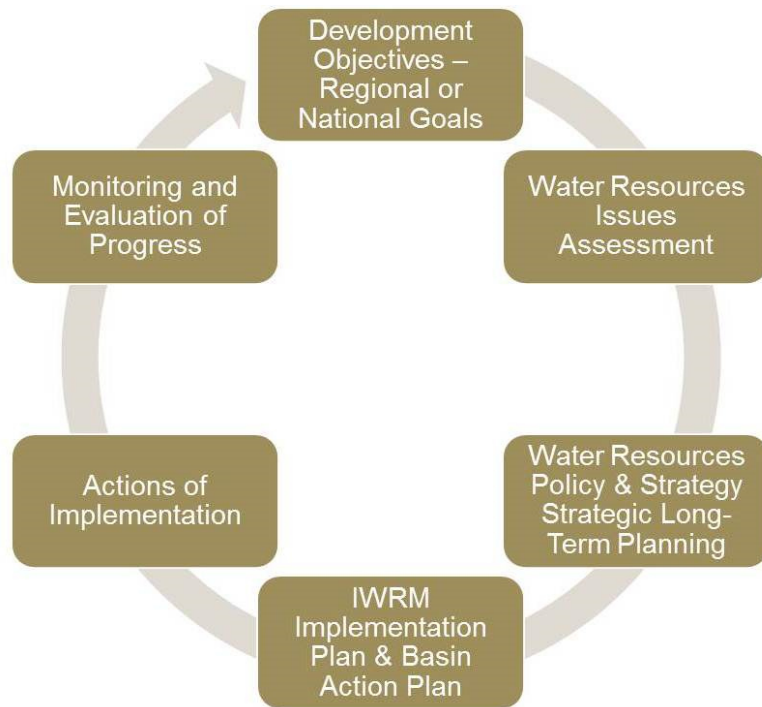 Development
Objectives –
Regional or
National Goals
Water Resources
Issues
Assessment
Water Resources
Policy & Strategy
Strategic Long-
Term Planning
IWRM
Implementation
Plan & Basin
Action Plan
Actions of
Implementation
Monitoring and
Evaluation of
Progress